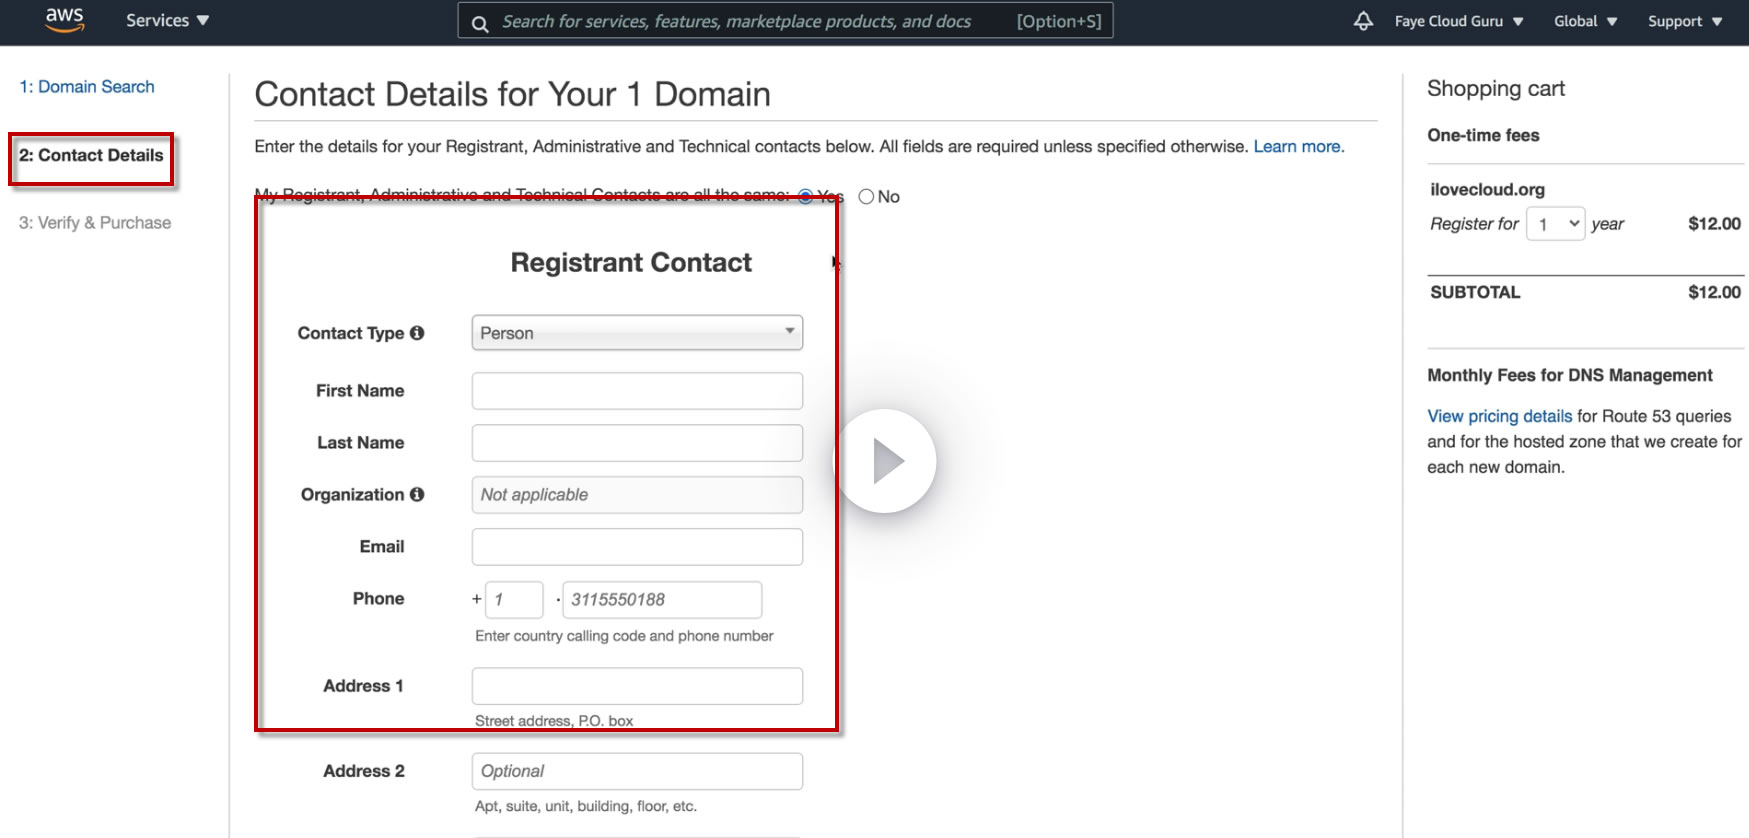 aws
Services
Search for services, features, marketplace products, and docs [Option+S]
Faye Cloud Guru
Global
Support
1: Domain Search
2: Contact Details
3: Verify & Purchase
Contact Details for Your 1 Domain
Enter the details for your Registrant, Administrative and Technical contacts below. All fields are required unless specified otherwise. Learn more.
My Registrant, Administrative and Technical Contacts are all the same: Yes No
Registrant Contact
Contact Type Person
First Name
Last Name
Organization Not applicable
Email
Phone + 1 · 3115550188
Enter country calling code and phone number
Address 1
Street address, P.O. box
Address 2 Optional
Apt, suite, unit, building, floor, etc.
Shopping cart
One-time fees
ilovecloud.org
Register for 1 year $12.00
SUBTOTAL $12.00
Monthly Fees for DNS Management
View pricing details for Route 53 queries
and for the hosted zone that we create for
each new domain.